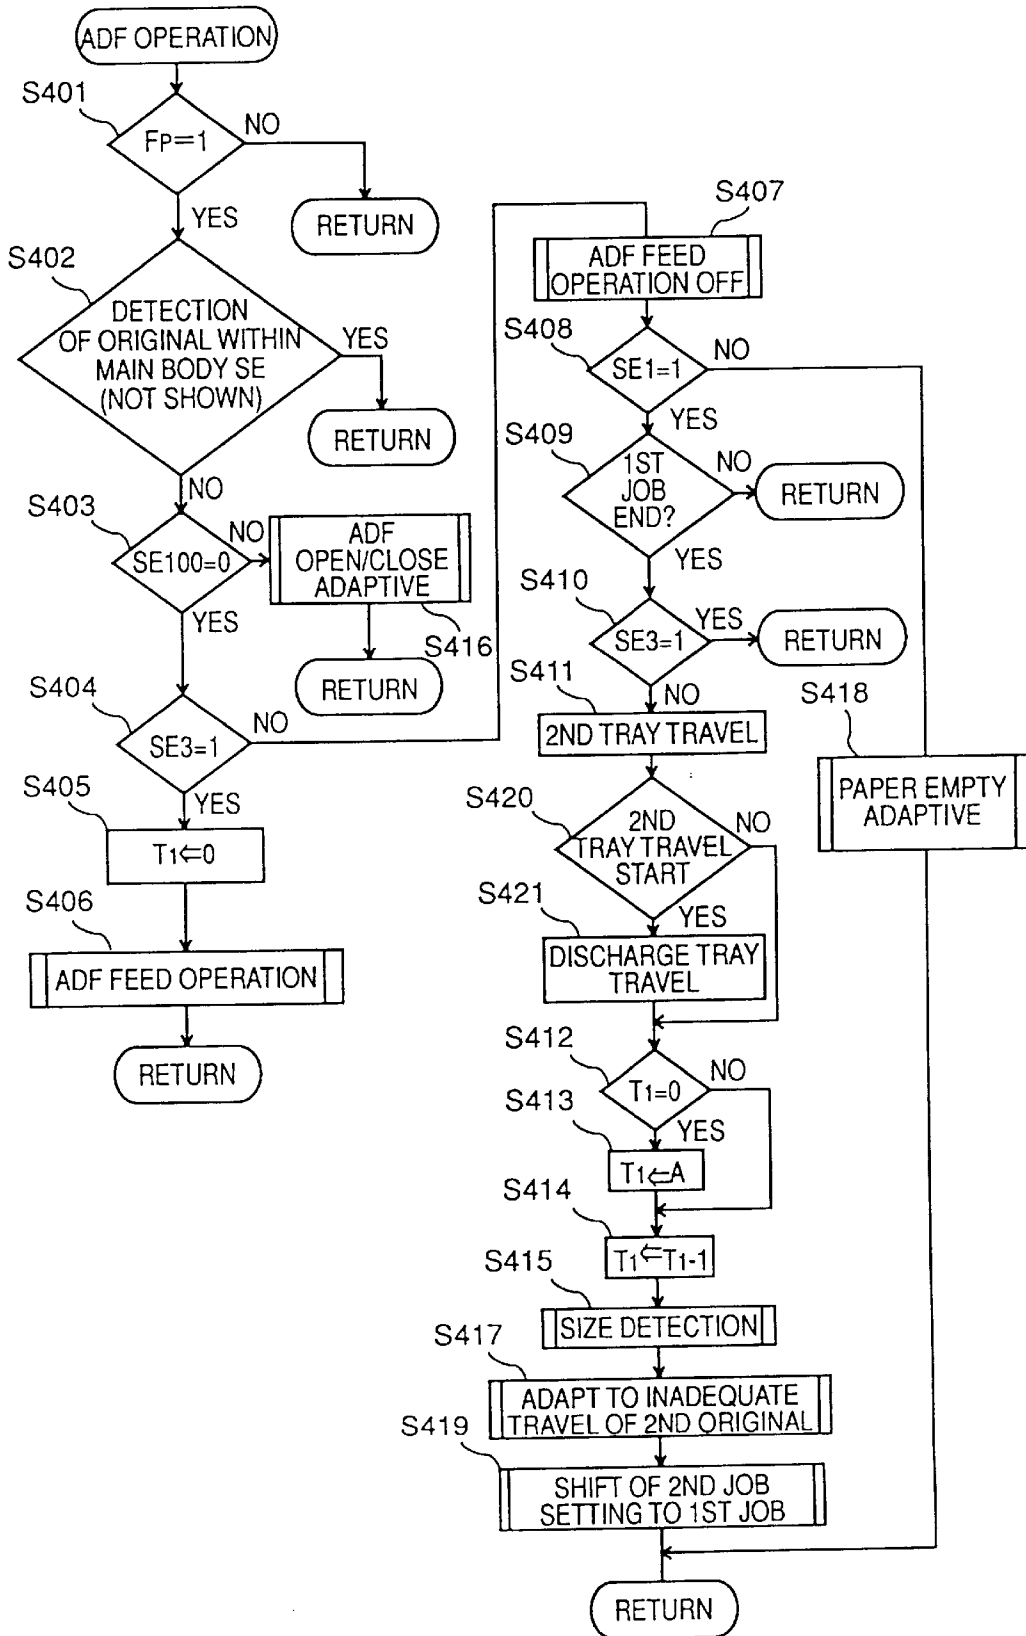 ADF OPERATION
S401
FP=1
NO
RETURN
YES
S402
DETECTION
OF ORIGINAL WITHIN
MAIN BODY SE
(NOT SHOWN)
YES
RETURN
NO
S403
SE100=0
NO
ADF
OPEN/CLOSE
ADAPTIVE
S416
RETURN
YES
S404
SE3=1
NO
YES
S405
T1⇐0
S406
ADF FEED OPERATION
RETURN
S407
ADF FEED
OPERATION OFF
S408
SE1=1
NO
YES
S409
1ST
JOB
END?
NO
RETURN
YES
S410
SE3=1
YES
RETURN
NO
S411
2ND TRAY TRAVEL
S418
PAPER EMPTY
ADAPTIVE
S420
2ND
TRAY TRAVEL
START
NO
YES
S421
DISCHARGE TRAY
TRAVEL
S412
T1=0
NO
YES
S413
T1⇐A
S414
T1⇐T1-1
S415
SIZE DETECTION
S417
ADAPT TO INADEQUATE
TRAVEL OF 2ND ORIGINAL
S419
SHIFT OF 2ND JOB
SETTING TO 1ST JOB
RETURN